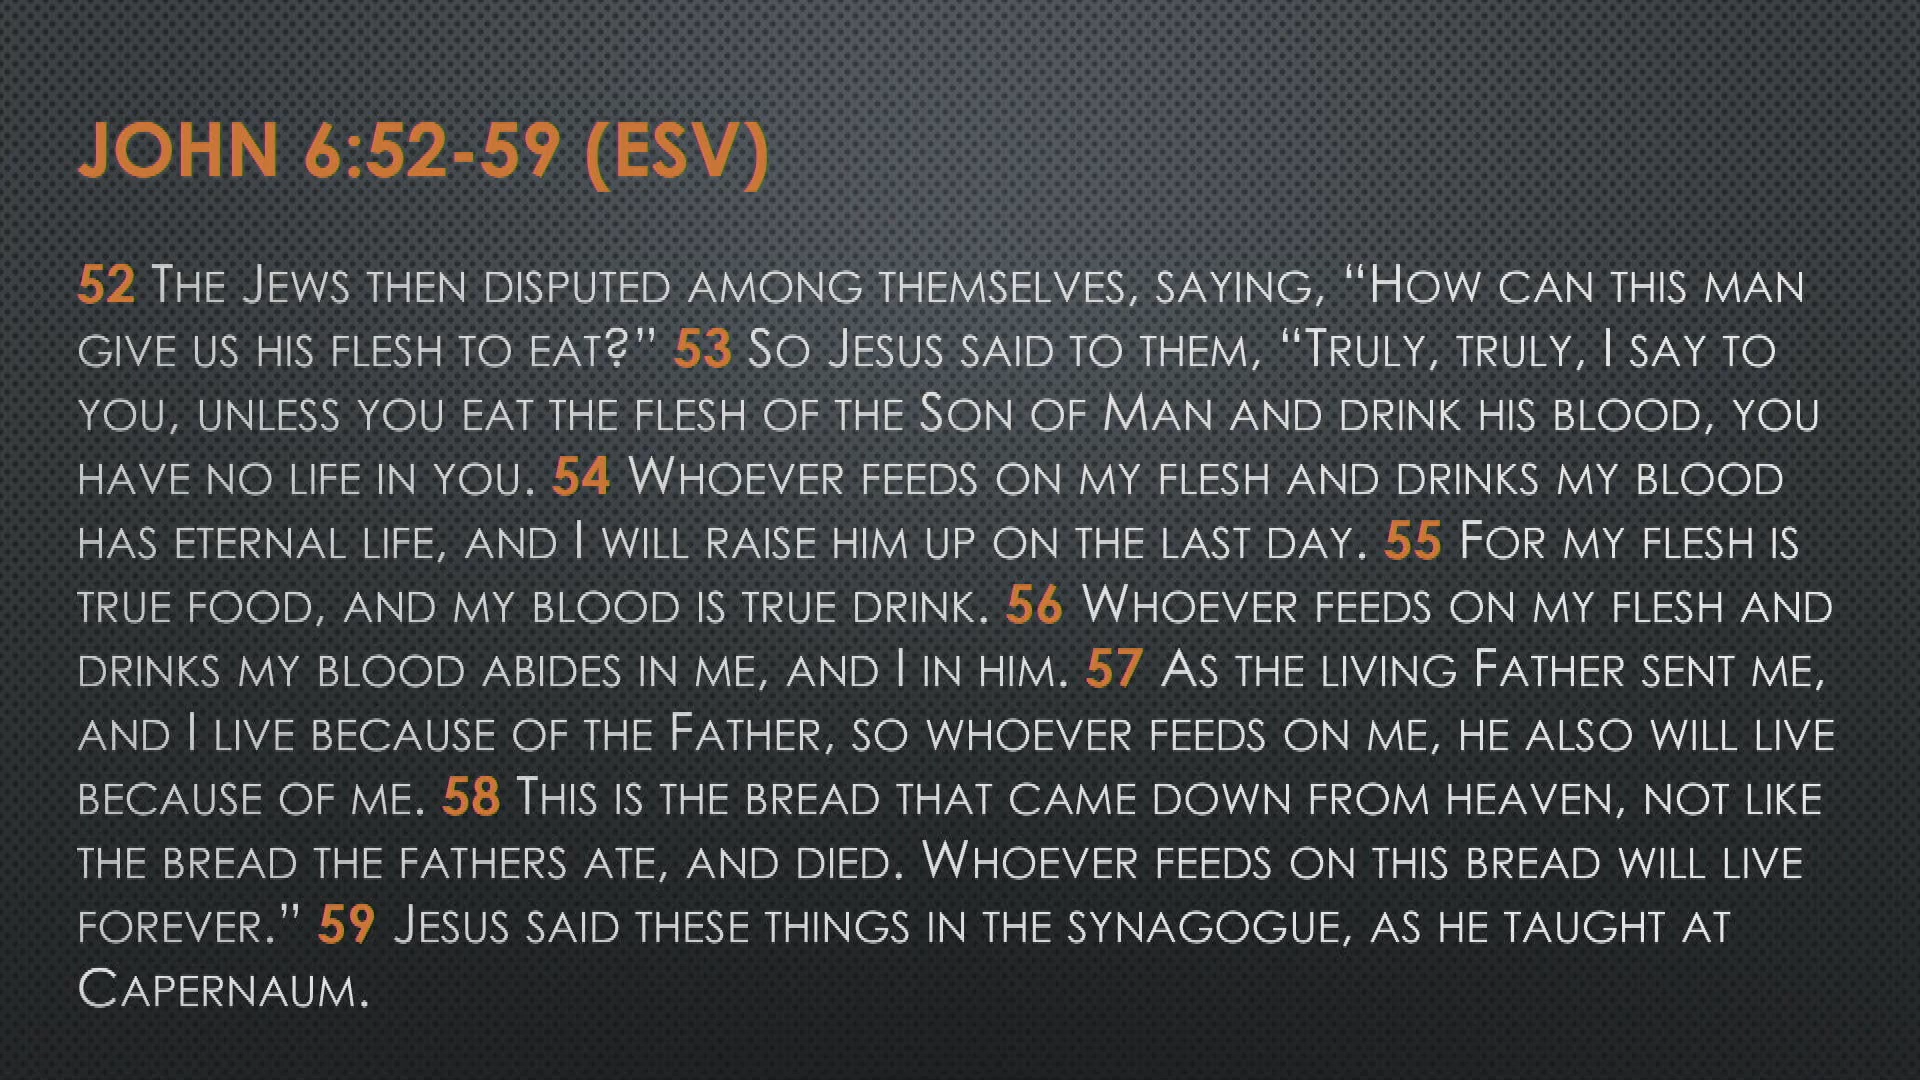 JOHN 6:52-59 (ESV)
52 The Jews then disputed among themselves, saying, “How can this man
give us his flesh to eat?” 53 So Jesus said to them, “Truly, truly, I say to
you, unless you eat the flesh of the Son of Man and drink his blood, you
have no life in you. 54 Whoever feeds on my flesh and drinks my blood
has eternal life, and I will raise him up on the last day. 55 For my flesh is
true food, and my blood is true drink. 56 Whoever feeds on my flesh and
drinks my blood abides in me, and I in him. 57 As the living Father sent me,
and I live because of the Father, so whoever feeds on me, he also will live
because of me. 58 This is the bread that came down from heaven, not like
the bread the fathers ate, and died. Whoever feeds on this bread will live
forever.” 59 Jesus said these things in the synagogue, as he taught at
Capernaum.